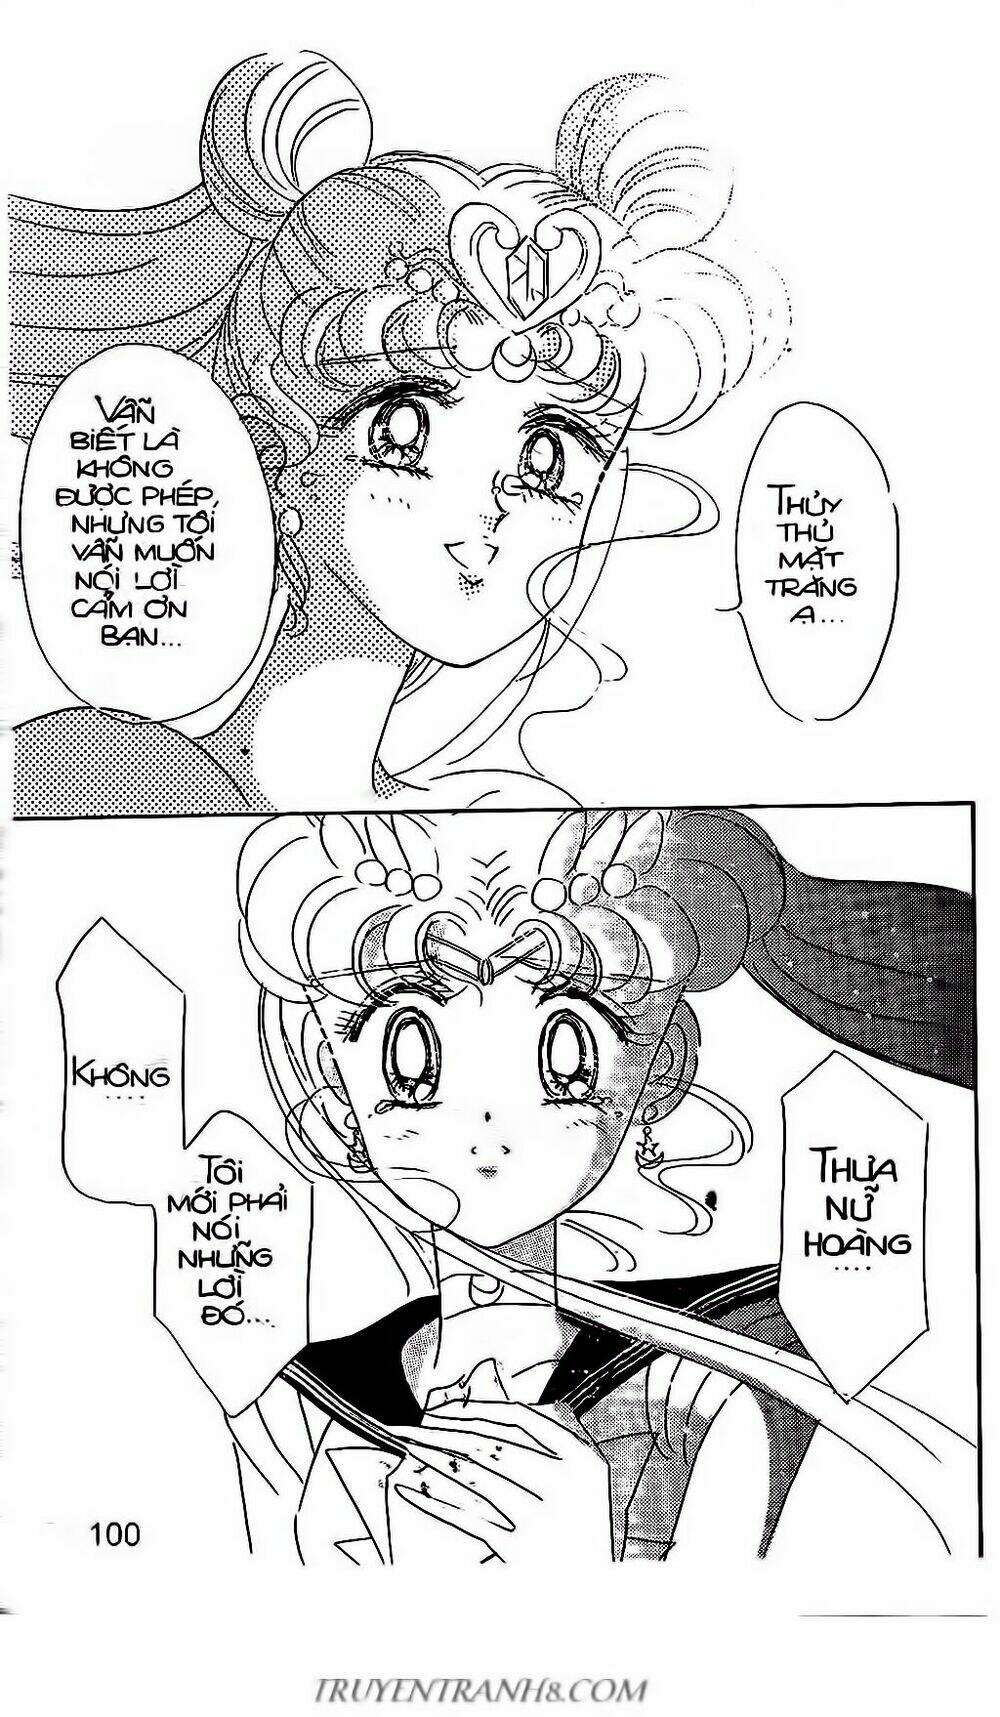 THỦY
THỦ
MẶT
TRĂNG
Ạ...
VẪN
BIẾT LÀ
KHÔNG
ĐƯỢC PHÉP,
NHƯNG TÔI
VẪN MUỐN
NÓI LỜI
CẢM ƠN
BẠN...
THƯA
NỮ
HOÀNG
....
KHÔNG
....
TÔI
MỚI PHẢI
NÓI
NHỮNG
LỜI
ĐÓ....
100
TRUYENTRANH8.COM